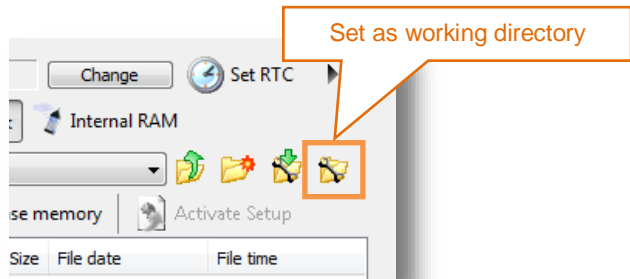 Set as working directory
Change Set RTC
Internal RAM
se memory Activate Setup
Size File date File time